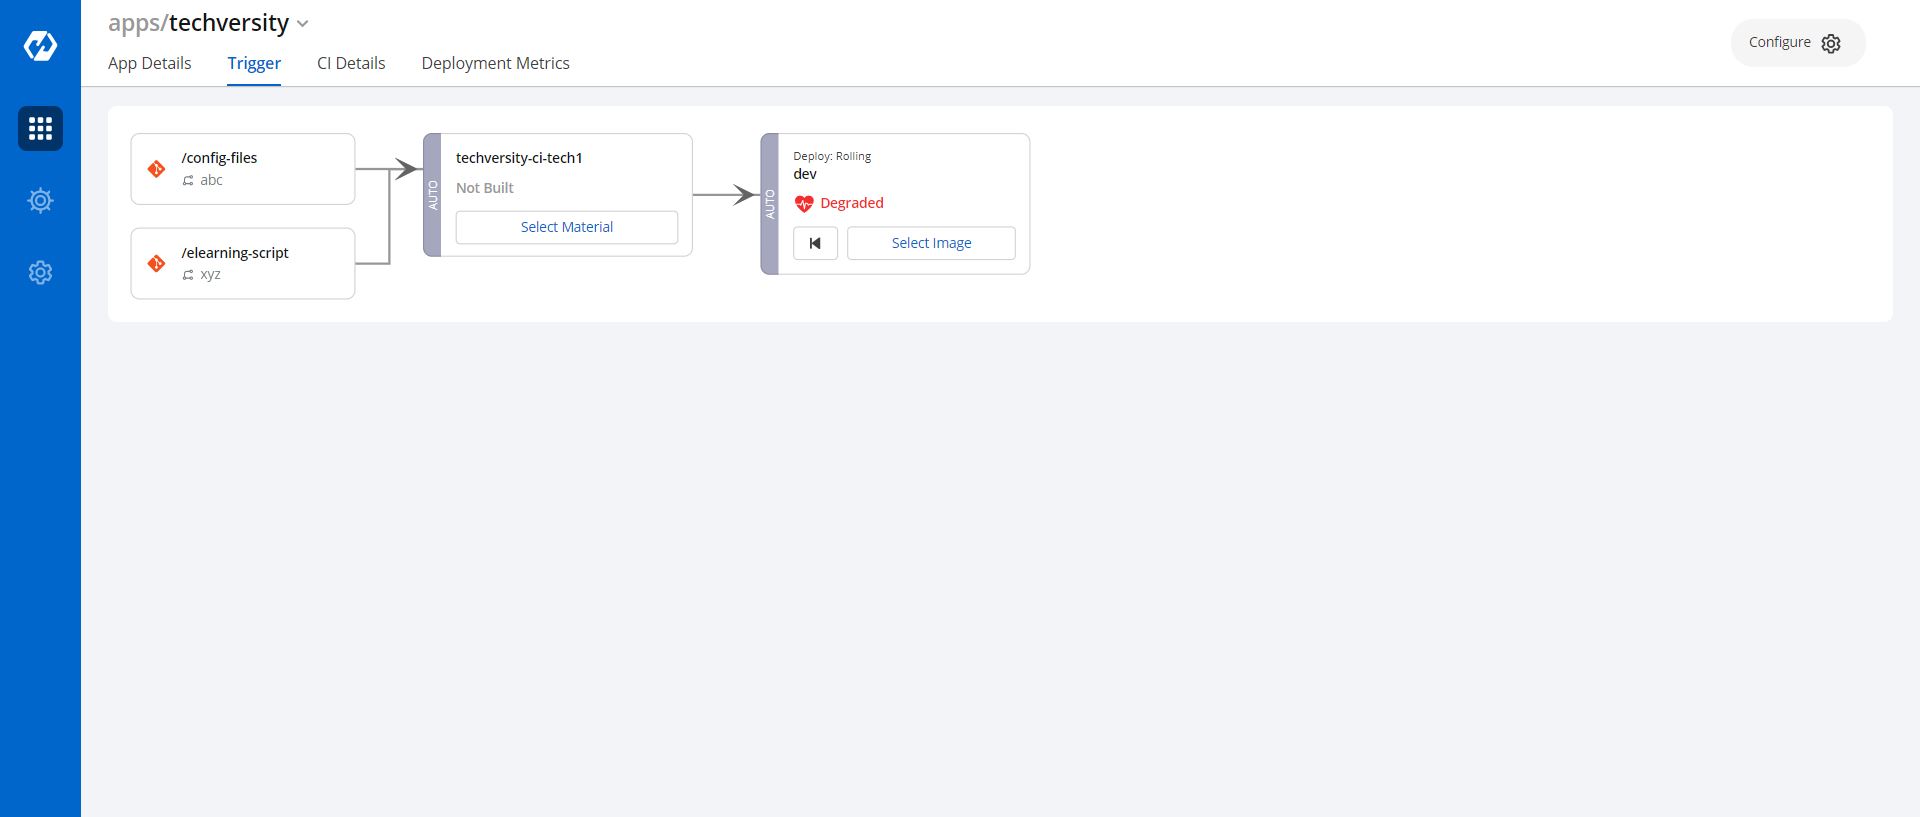 apps/techversity
Configure
App Details
Trigger
CI Details
Deployment Metrics
/config-files
abc
/elearning-script
xyz
AUTO
techversity-ci-tech1
Not Built
Select Material
AUTO
Deploy: Rolling
dev
Degraded
Select Image